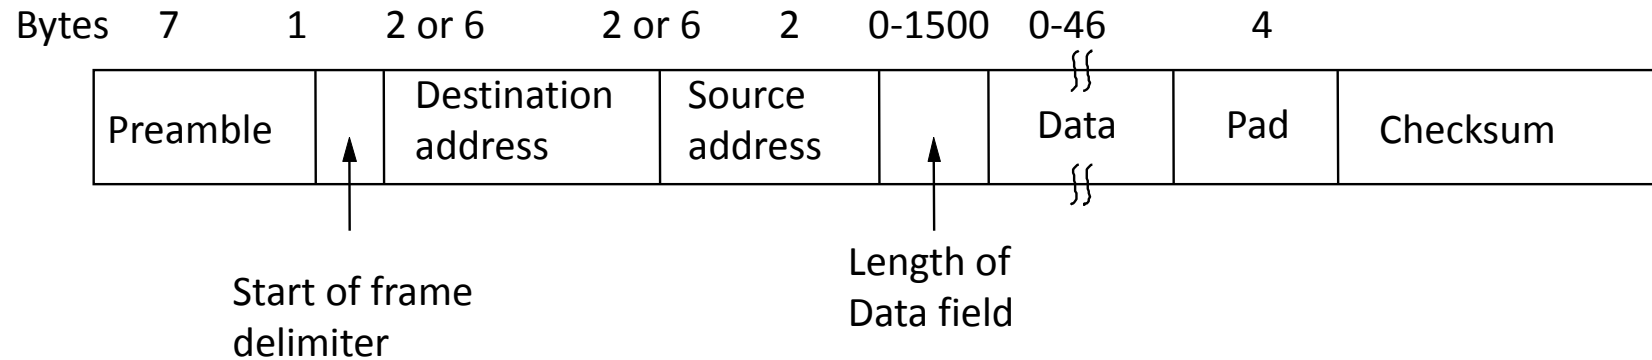 Bytes 7 1 2 or 6 2 or 6 2 0-1500 0-46 4
Preamble
Destination
address
Source
address
Data
Pad
Checksum
Start of frame
delimiter
Length of
Data field